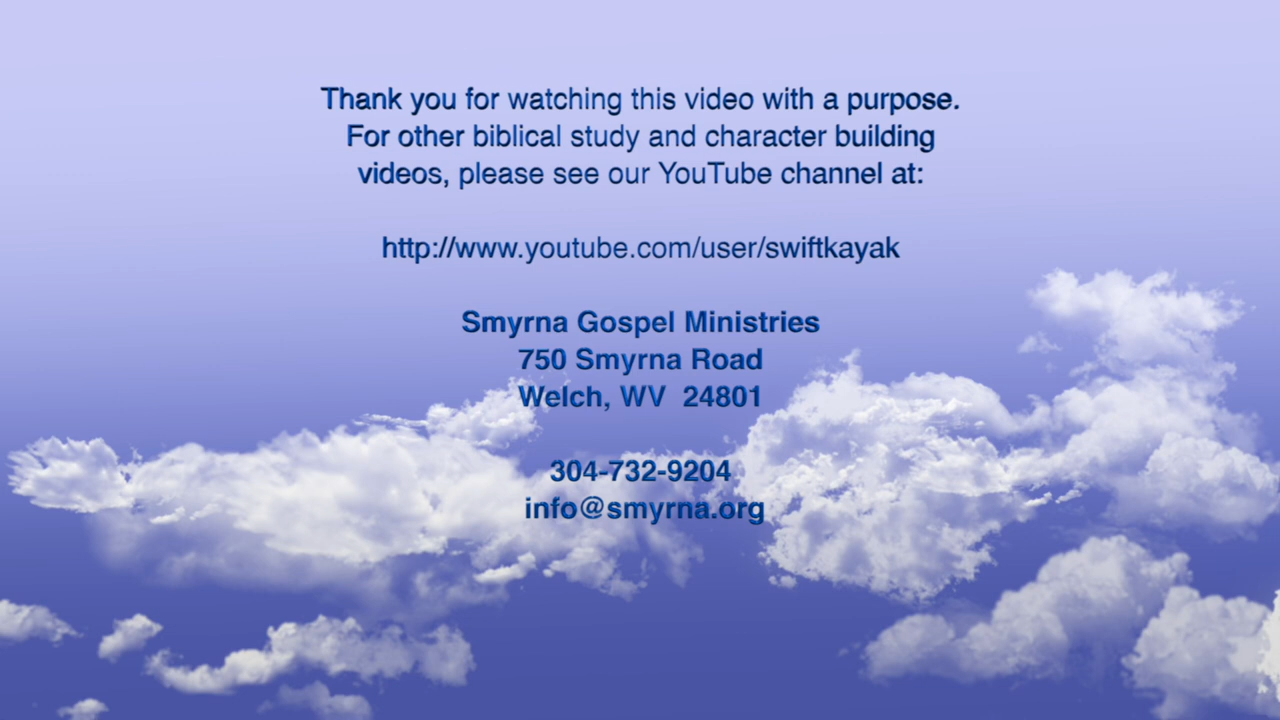 Thank you for watching this video with a purpose.
For other biblical study and character building
videos, please see our YouTube channel at:
http://www.youtube.com/user/swiftkayak
Smyrna Gospel Ministries
750 Smyrna Road
Welch, WV  24801
304-732-9204
info@smyrna.org